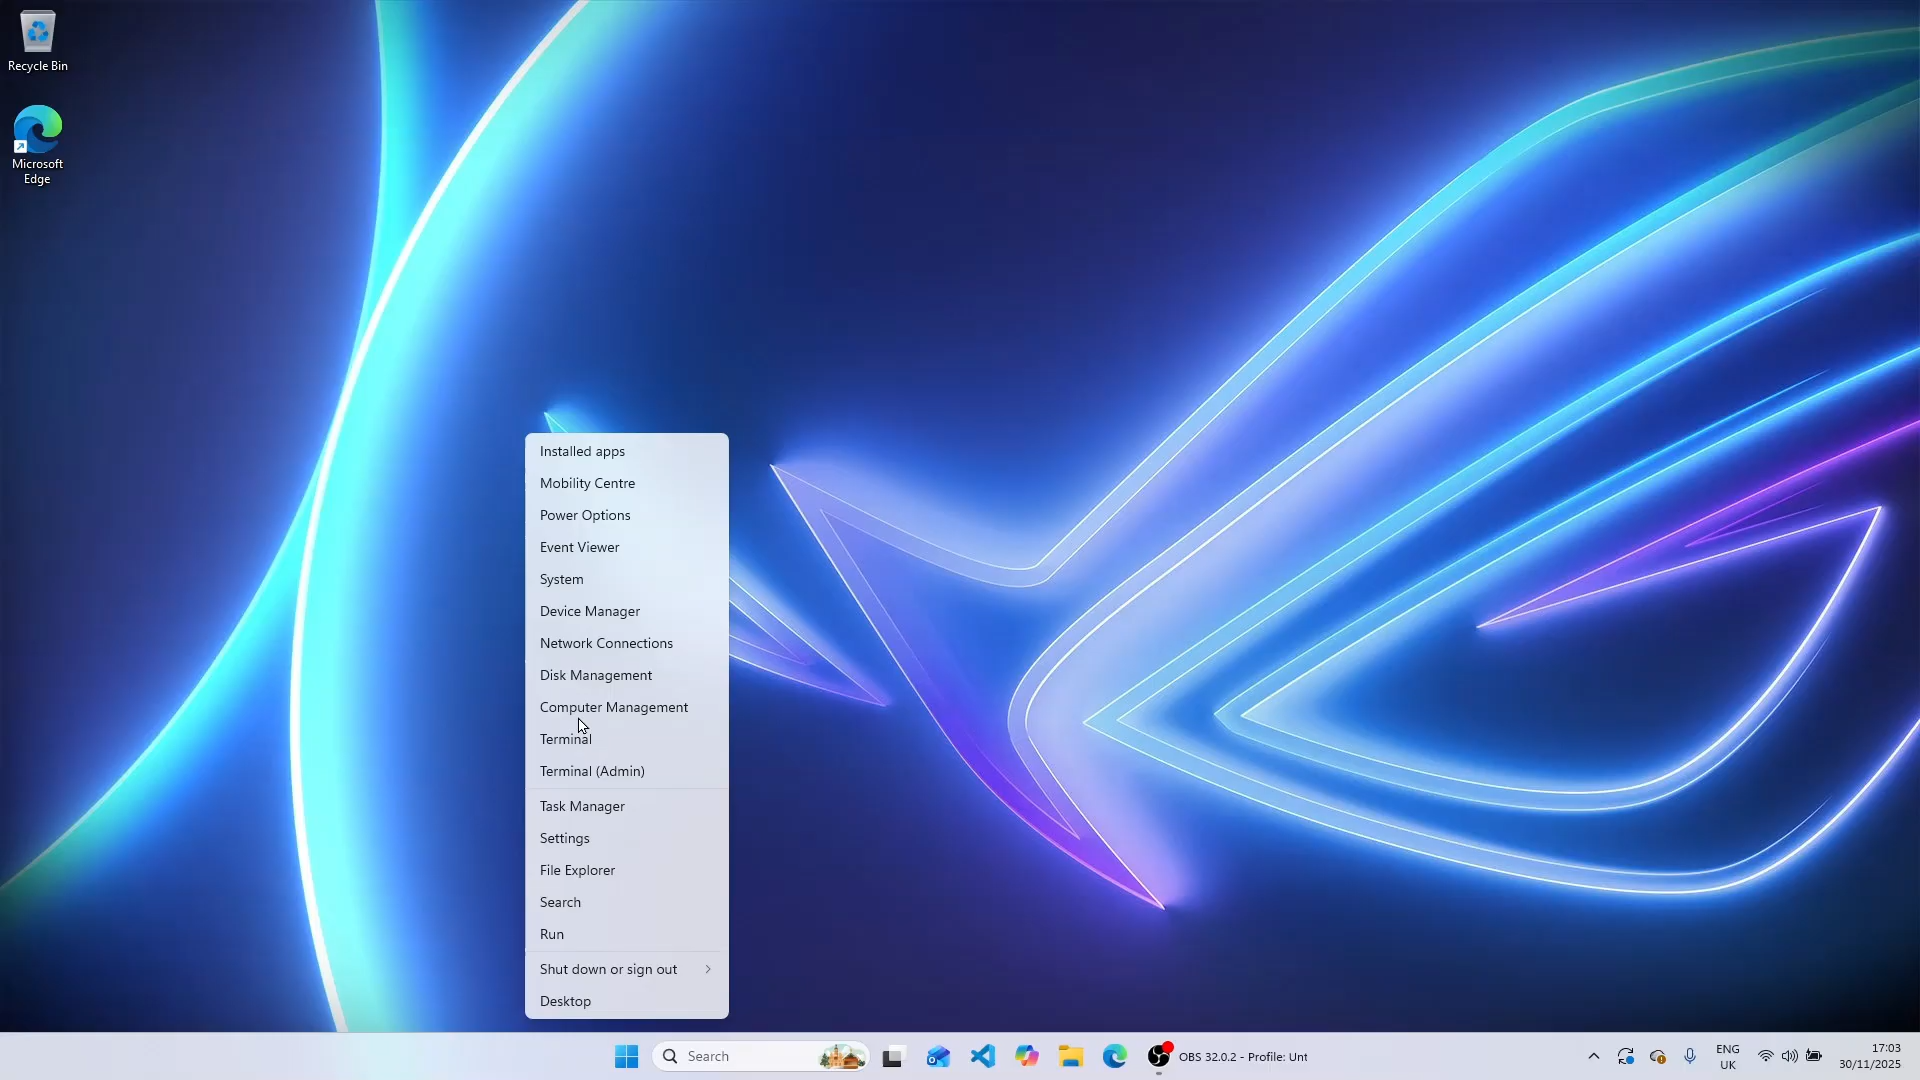 Recycle Bin
Microsoft
Edge
Installed apps
Mobility Centre
Power Options
Event Viewer
System
Device Manager
Network Connections
Disk Management
Computer Management
Terminal
Terminal (Admin)
Task Manager
Settings
File Explorer
Search
Run
Shut down or sign out
Desktop
Search
OBS 32.0.2 - Profile: Unt
ENG
UK
17:03
30/11/2025